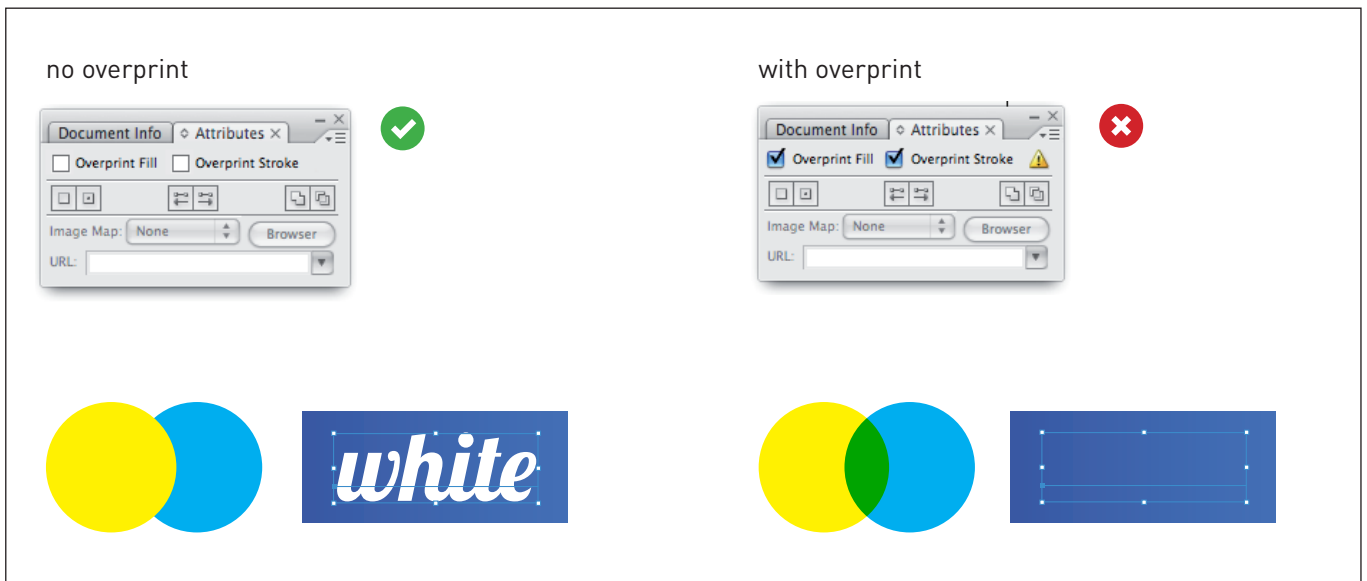 no overprint
Document Info Attributes
Overprint Fill Overprint Stroke
Image Map: None Browser
URL:
white
with overprint
Document Info Attributes
Overprint Fill Overprint Stroke
Image Map: None Browser
URL: